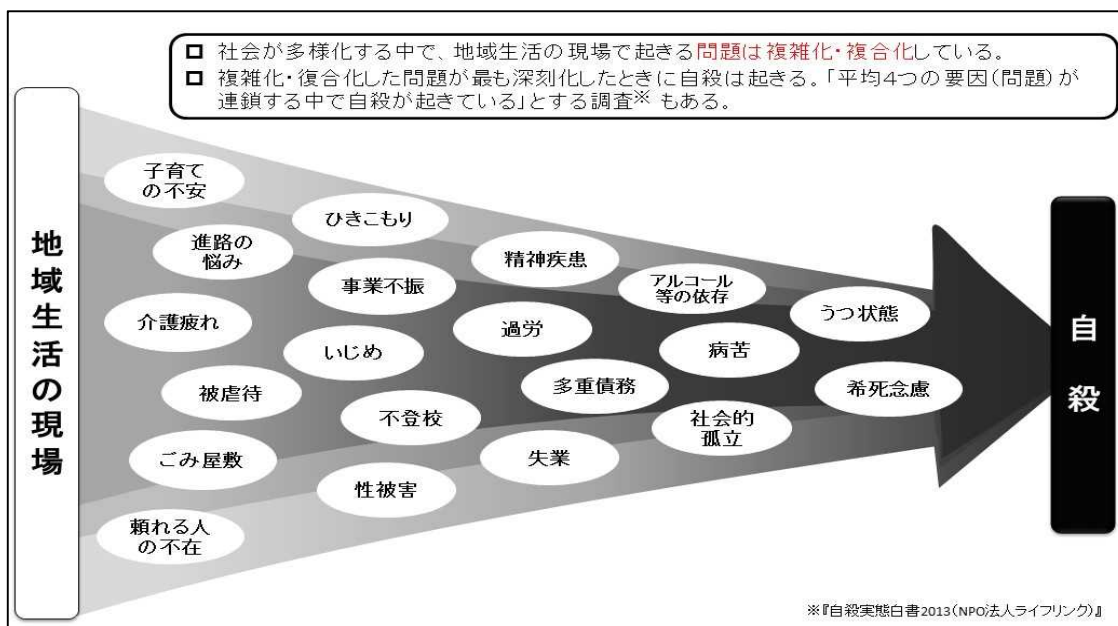 □ 社会が多様化する中で、地域生活の現場で起きる問題は複雑化・複合化している。
□ 複雑化・復合化した問題が最も深刻化したときに自殺は起きる。「平均4つの要因(問題)が
連鎖する中で自殺が起きている」とする調査※ もある。
地域生活の現場
子育て
の不安
進路の
悩み
介護疲れ
被虐待
ごみ屋敷
頼れる人
の不在
ひきこもり
事業不振
いじめ
不登校
性被害
精神疾患
過労
多重債務
失業
アルコール
等の依存
病苦
社会的
孤立
うつ状態
希死念慮
自殺
※『自殺実態白書2013(NPO法人ライフリンク)』